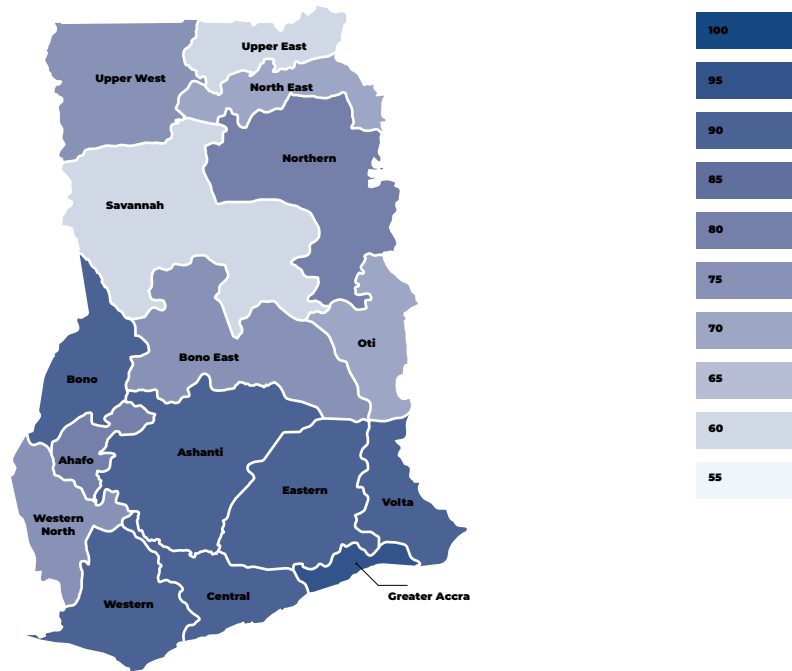 Upper East
Upper West
North East
Northern
Savannah
Oti
Bono East
Bono
Ashanti
Ahafo
Eastern
Volta
Western
North
Central
Western
Greater Accra
100
95
90
85
80
75
70
65
60
55